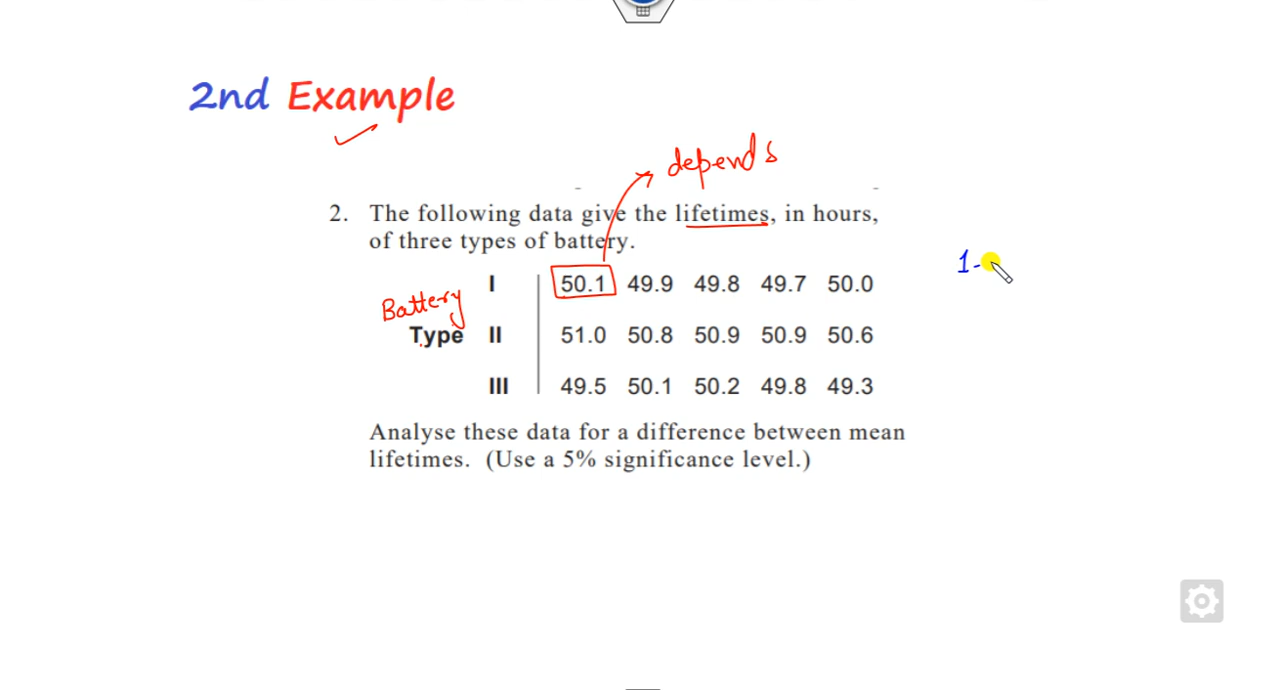 2nd Example
depends
2. The following data give the lifetimes, in hours,
of three types of battery.
1-
I 50.1 49.9 49.8 49.7 50.0
Battery
Type II 51.0 50.8 50.9 50.9 50.6
III 49.5 50.1 50.2 49.8 49.3
Analyse these data for a difference between mean
lifetimes. (Use a 5% significance level.)